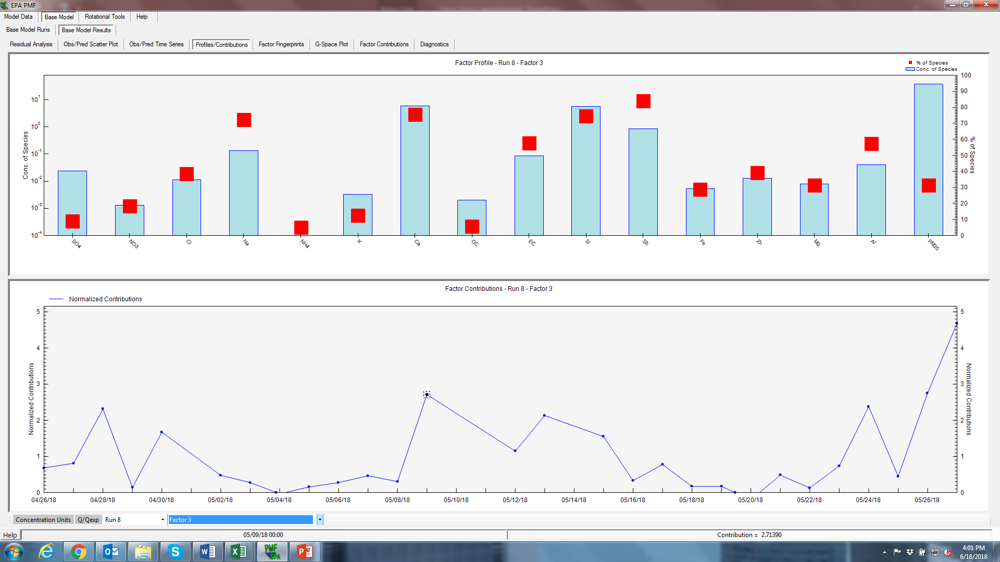 EPA PMF
Model Data Base Model Rotational Tools Help
Base Model Runs Base Model Results
Residual Analysis Obs/Pred Scatter Plot Obs/Pred Time Series Profiles/Contributions Factor Fingerprints G-Space Plot Factor Contributions Diagnostics
Factor Profile - Run 8 - Factor 3
% of Species
Conc. of Species
Conc. of Species
10^1
10^0
10^-1
10^-2
10^-3
10^-4
100
90
80
70
60
50
40
30
20
10
0
% of Species
SO4 NO3 Cl Na NH4 K Ca OC EC Si Sb Fe Zn Mg Al PM25
Factor Contributions - Run 8 - Factor 3
Normalized Contributions
Normalized Contributions
5
4
3
2
1
0
5
4
3
2
1
0
Normalized Contributions
04/26/18 04/28/18 04/30/18 05/02/18 05/04/18 05/06/18 05/08/18 05/10/18 05/12/18 05/14/18 05/16/18 05/18/18 05/20/18 05/22/18 05/24/18 05/26/18
Concentration Units Q/Qexp Run 8 Factor 3
Help 05/09/18 00:00 Contribution = 2.71390
PMF
EPA
4:01 PM
6/18/2018